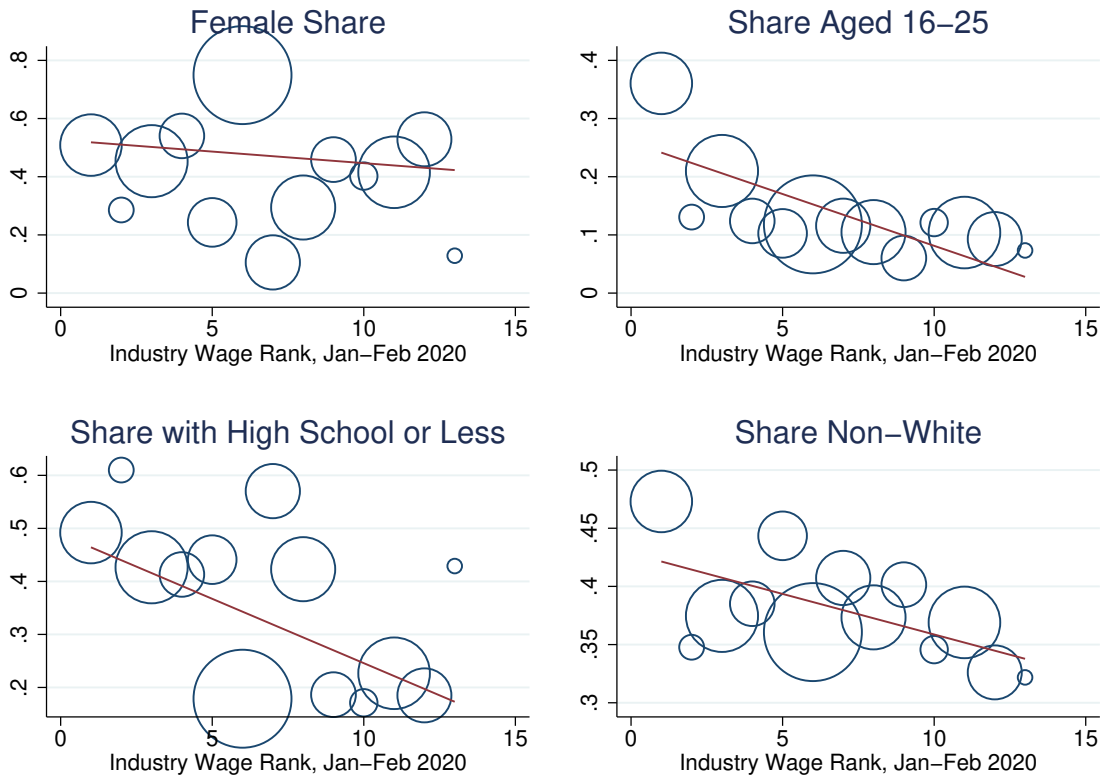 Female Share
.8
.6
.4
.2
0
0 5 10 15
Industry Wage Rank, Jan−Feb 2020
Share Aged 16−25
.4
.3
.2
.1
0
0 5 10 15
Industry Wage Rank, Jan−Feb 2020
Share with High School or Less
.6
.5
.4
.3
.2
0 5 10 15
Industry Wage Rank, Jan−Feb 2020
Share Non−White
.5
.45
.4
.35
.3
0 5 10 15
Industry Wage Rank, Jan−Feb 2020